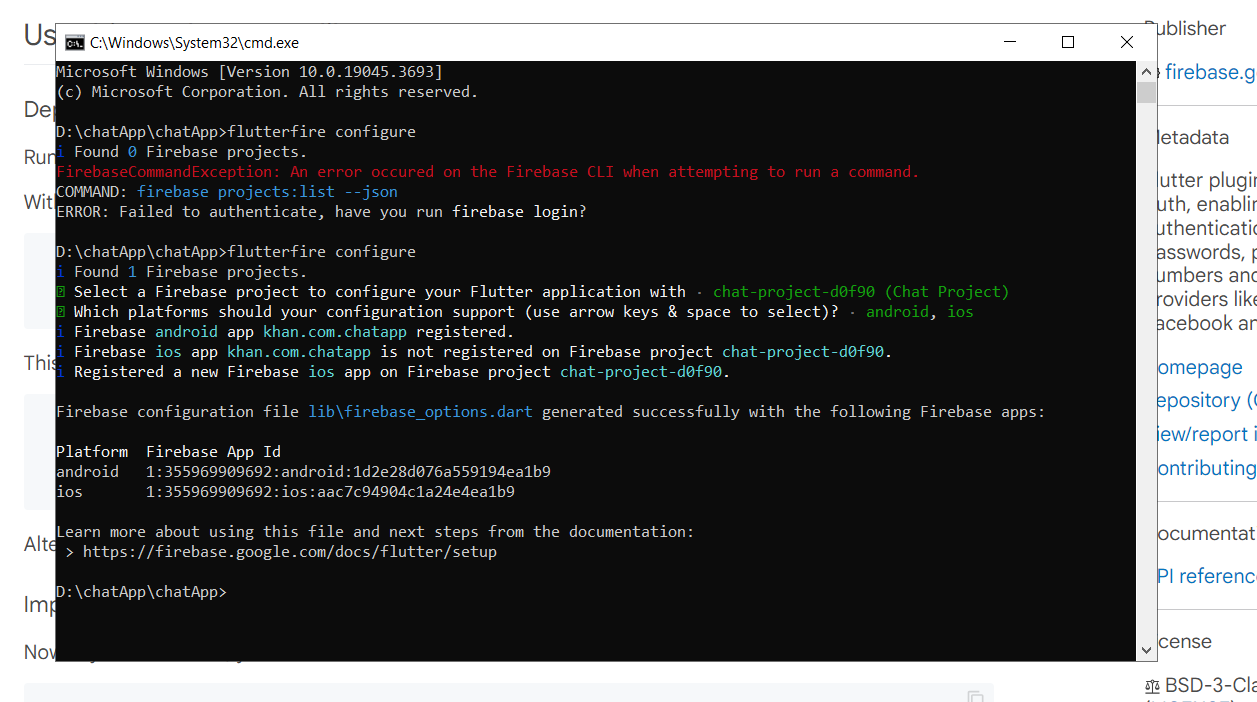 C:\Windows\System32\cmd.exe
Microsoft Windows [Version 10.0.19045.3693]
(c) Microsoft Corporation. All rights reserved.
D:\chatApp\chatApp>flutterfire configure
i Found 0 Firebase projects.
FirebaseCommandException: An error occured on the Firebase CLI when attempting to run a command.
COMMAND: firebase projects:list --json
ERROR: Failed to authenticate, have you run firebase login?
D:\chatApp\chatApp>flutterfire configure
i Found 1 Firebase projects.
Select a Firebase project to configure your Flutter application with · chat-project-d0f90 (Chat Project)
Which platforms should your configuration support (use arrow keys & space to select)? · android, ios
i Firebase android app khan.com.chatapp registered.
i Firebase ios app khan.com.chatapp is not registered on Firebase project chat-project-d0f90.
i Registered a new Firebase ios app on Firebase project chat-project-d0f90.
Firebase configuration file lib\firebase_options.dart generated successfully with the following Firebase apps:
Platform Firebase App Id
android 1:355969909692:android:1d2e28d076a559194ea1b9
ios 1:355969909692:ios:aac7c94904c1a24e4ea1b9
Learn more about using this file and next steps from the documentation:
> https://firebase.google.com/docs/flutter/setup
D:\chatApp\chatApp>
Us
Dep
Run
Wit
This
Alte
Imp
Now
ublisher
firebase.g
etadata
utter plugin
uth, enablin
uthenticatio
asswords, p
umbers and
roviders like
acebook an
omepage
epository (G
iew/report i
ontributing
ocumentat
PI reference
cense
BSD-3-Cla